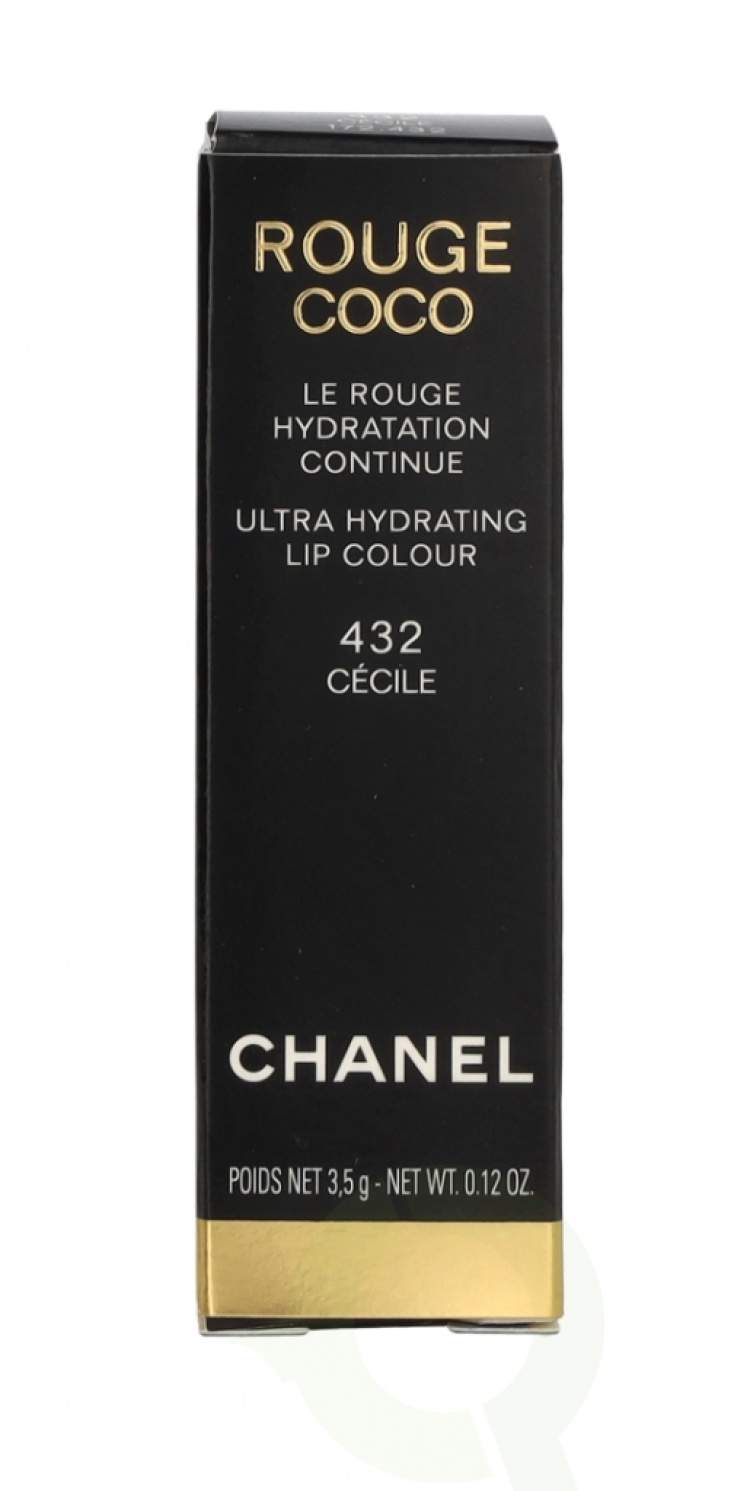 ROUGE
COCO
LE ROUGE
HYDRATATION
CONTINUE
ULTRA HYDRATING
LIP COLOUR
432
CÉCILE
CHANEL
POIDS NET 3,5 g - NET WT. 0.12 OZ.